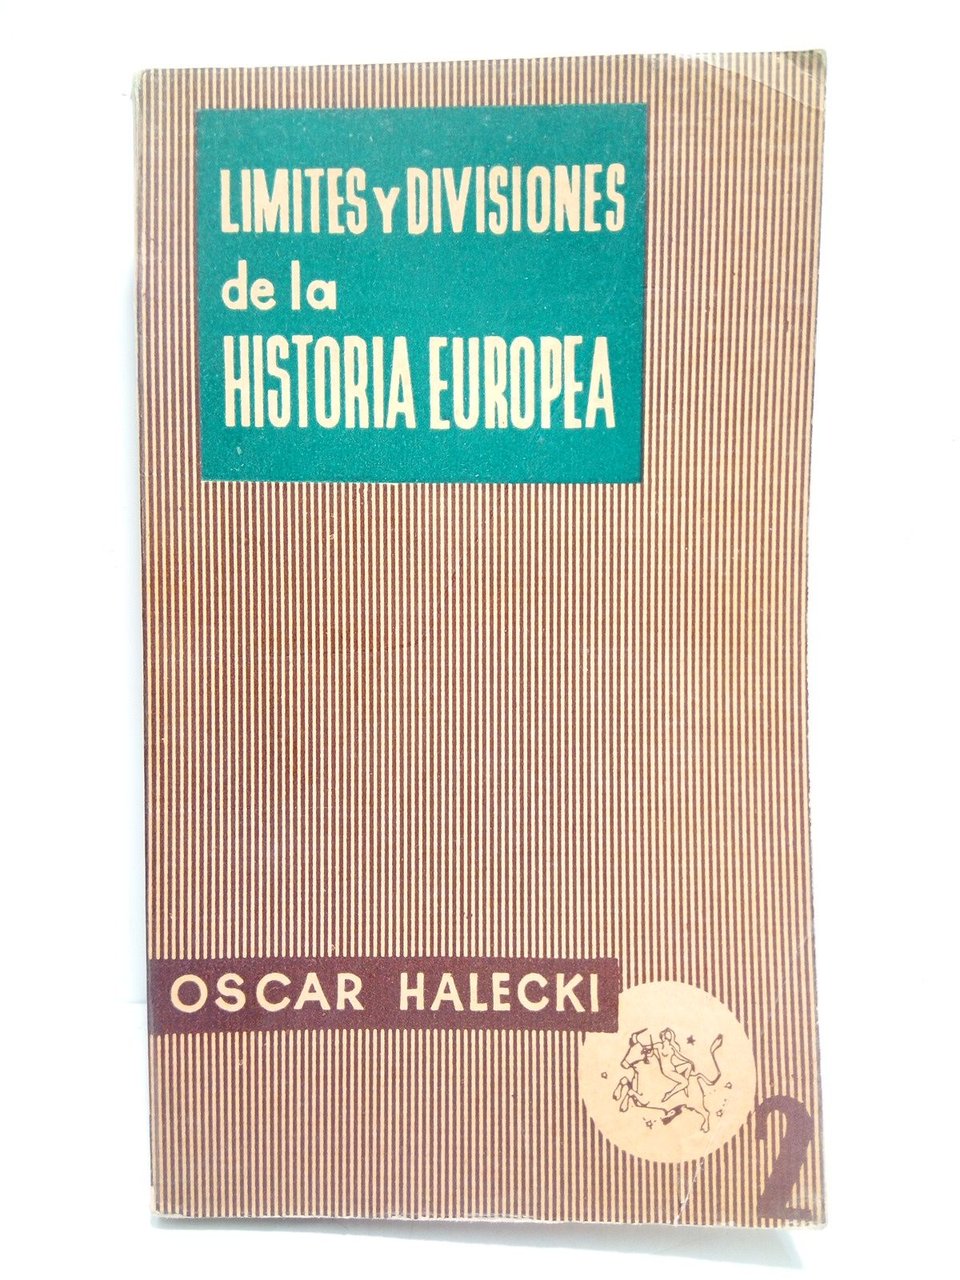 LIMITES Y DIVISIONES
de la
HISTORIA EUROPEA
OSCAR HALECKI
2